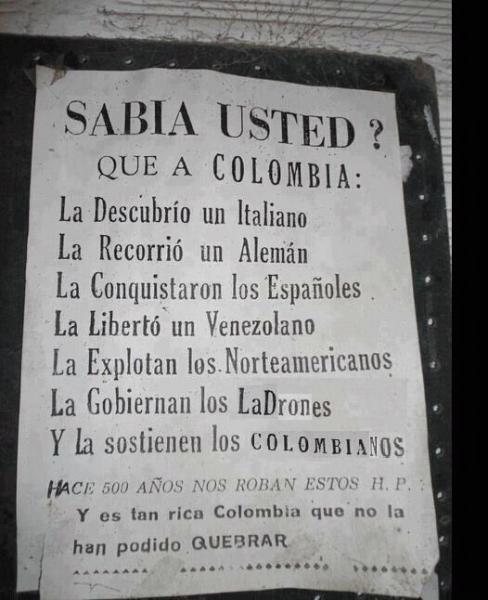 SABIA USTED ?
QUE A COLOMBIA:
La Descubrío un Italiano
La Recorrió un Alemán
La Conquistaron los Españoles
La Libertó un Venezolano
La Explotan los Norteamericanos
La Gobiernan los LaDrones
Y la sostienen los COLOMBIANOS
HACE 500 AÑOS NOS ROBAN ESTOS H. P. :
Y es tan rica Colombia que no la
han podido QUEBRAR